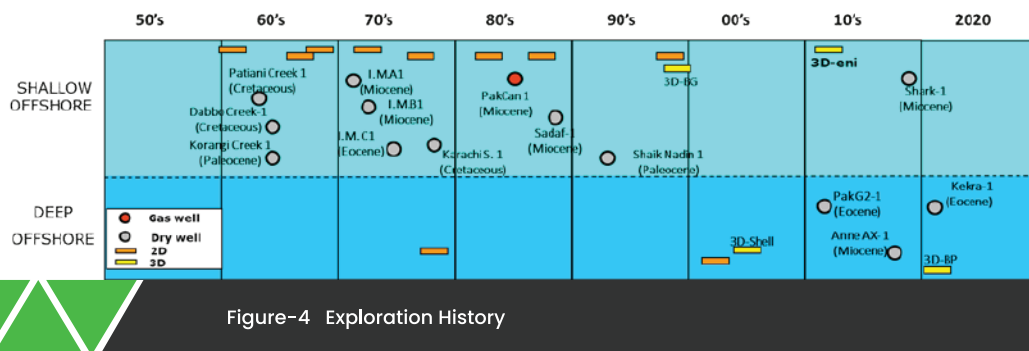 50's 60's 70's 80's 90's 00's 10's 2020
SHALLOW
OFFSHORE
Patiani Creek 1
(Cretaceous)
Dabbo Creek-1
(Cretaceous)
Korangi Creek 1
(Paleocene)
I.M.A1
(Miocene)
I.M.B1
(Miocene)
I.M.C1
(Eocene)
Karachi S. 1
(Cretaceous)
PakCan 1
(Miocene)
Sadaf-1
(Miocene)
3D-BG
Shaik Nadin 1
(Paleocene)
3D-eni
Shark-1
(Miocene)
DEEP
OFFSHORE
Gas well
Dry well
2D
3D
3D-Shell
PakG2-1
(Eocene)
Anne AX-1
(Miocene)
Kekra-1
(Eocene)
3D-BP
Figure-4 Exploration History